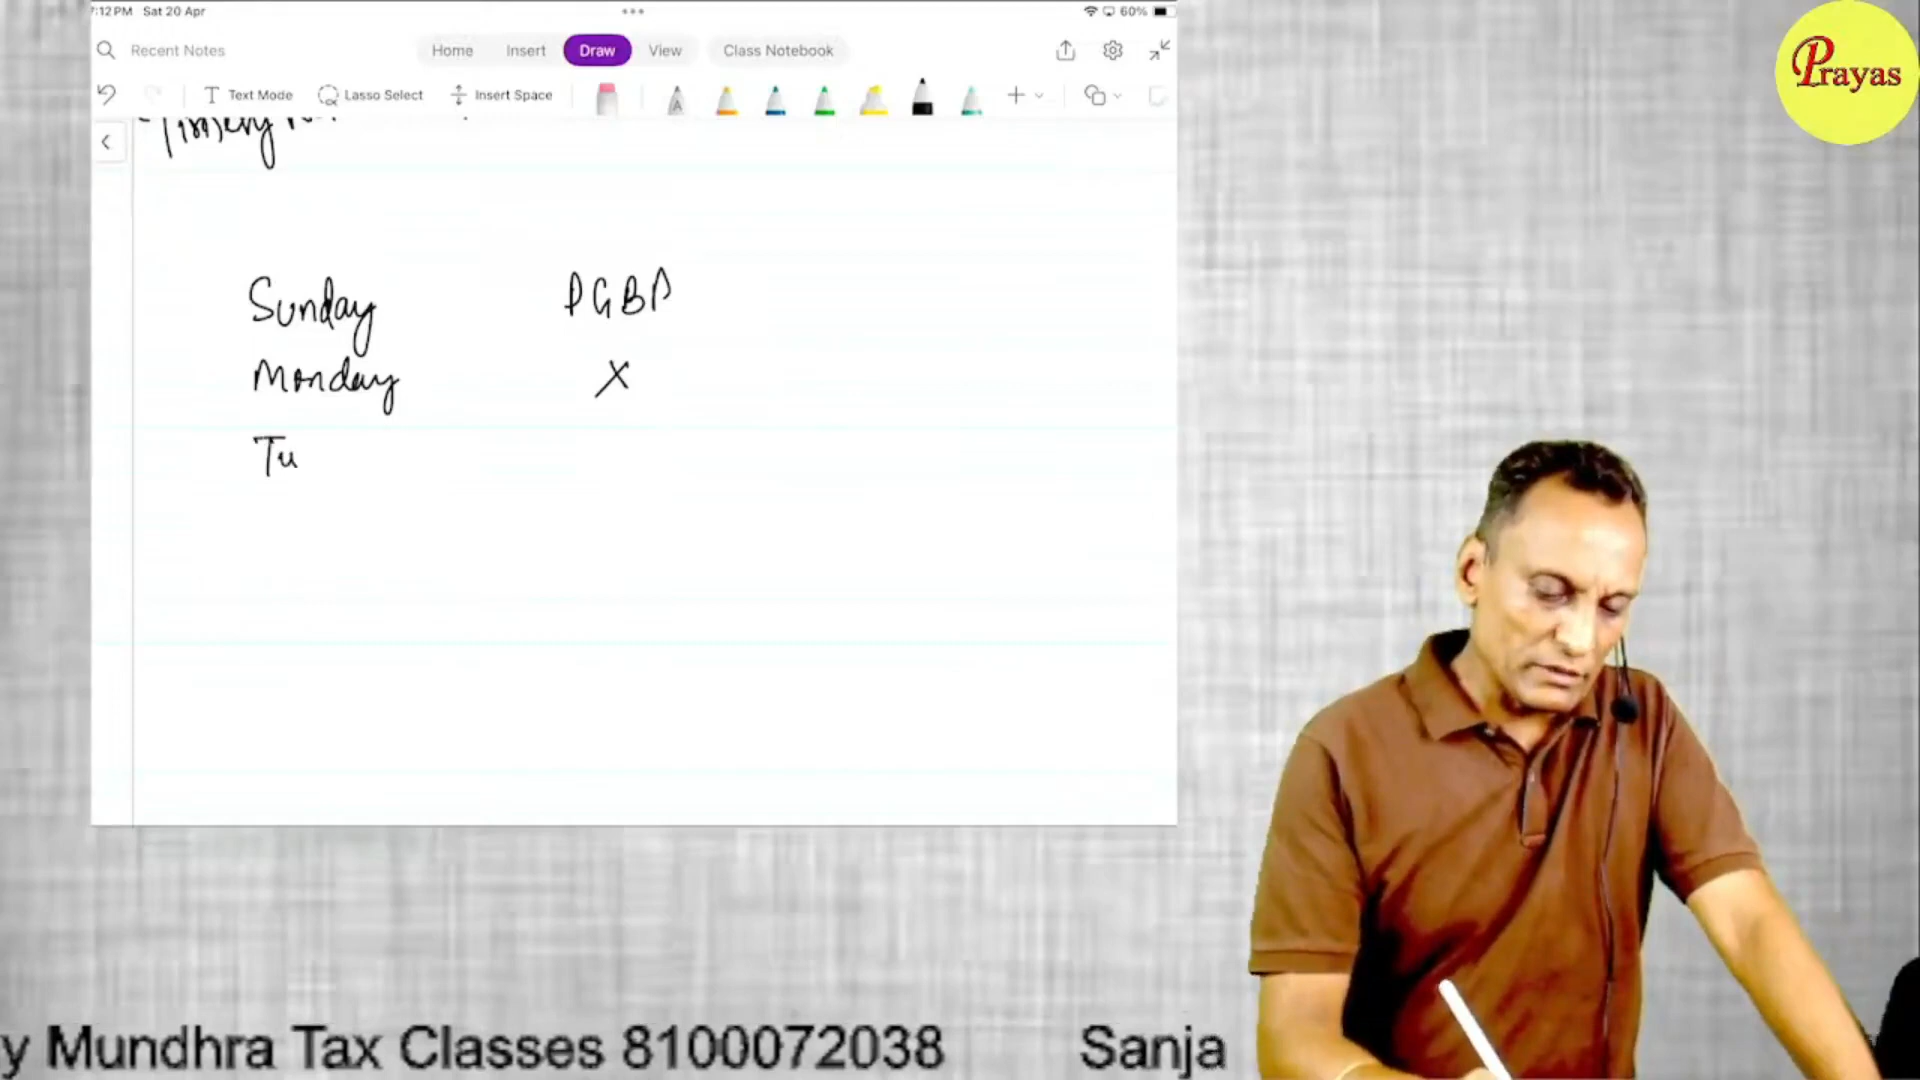 7:12 PM Sat 20 Apr
60%
Recent Notes Home Insert Draw View Class Notebook
Text Mode Lasso Select Insert Space
Sunday PGBP
Monday X
Tu
Prayas
y Mundhra Tax Classes 8100072038 Sanja